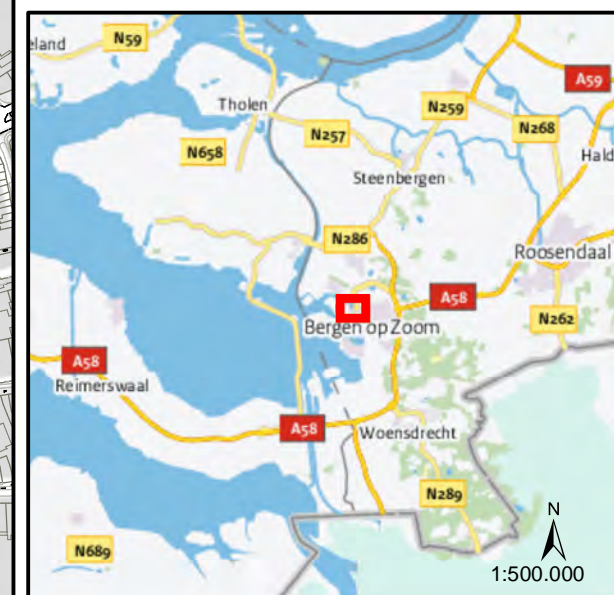 eland
N59
A59
Tholen
N259
N268
N257
N658
Hald
Steenbergen
N286
Roosendaal
A58
N262
Bergen op Zoom
A58
Reimerswaal
A58
Woensdrecht
N289
N
N689
1:500.000